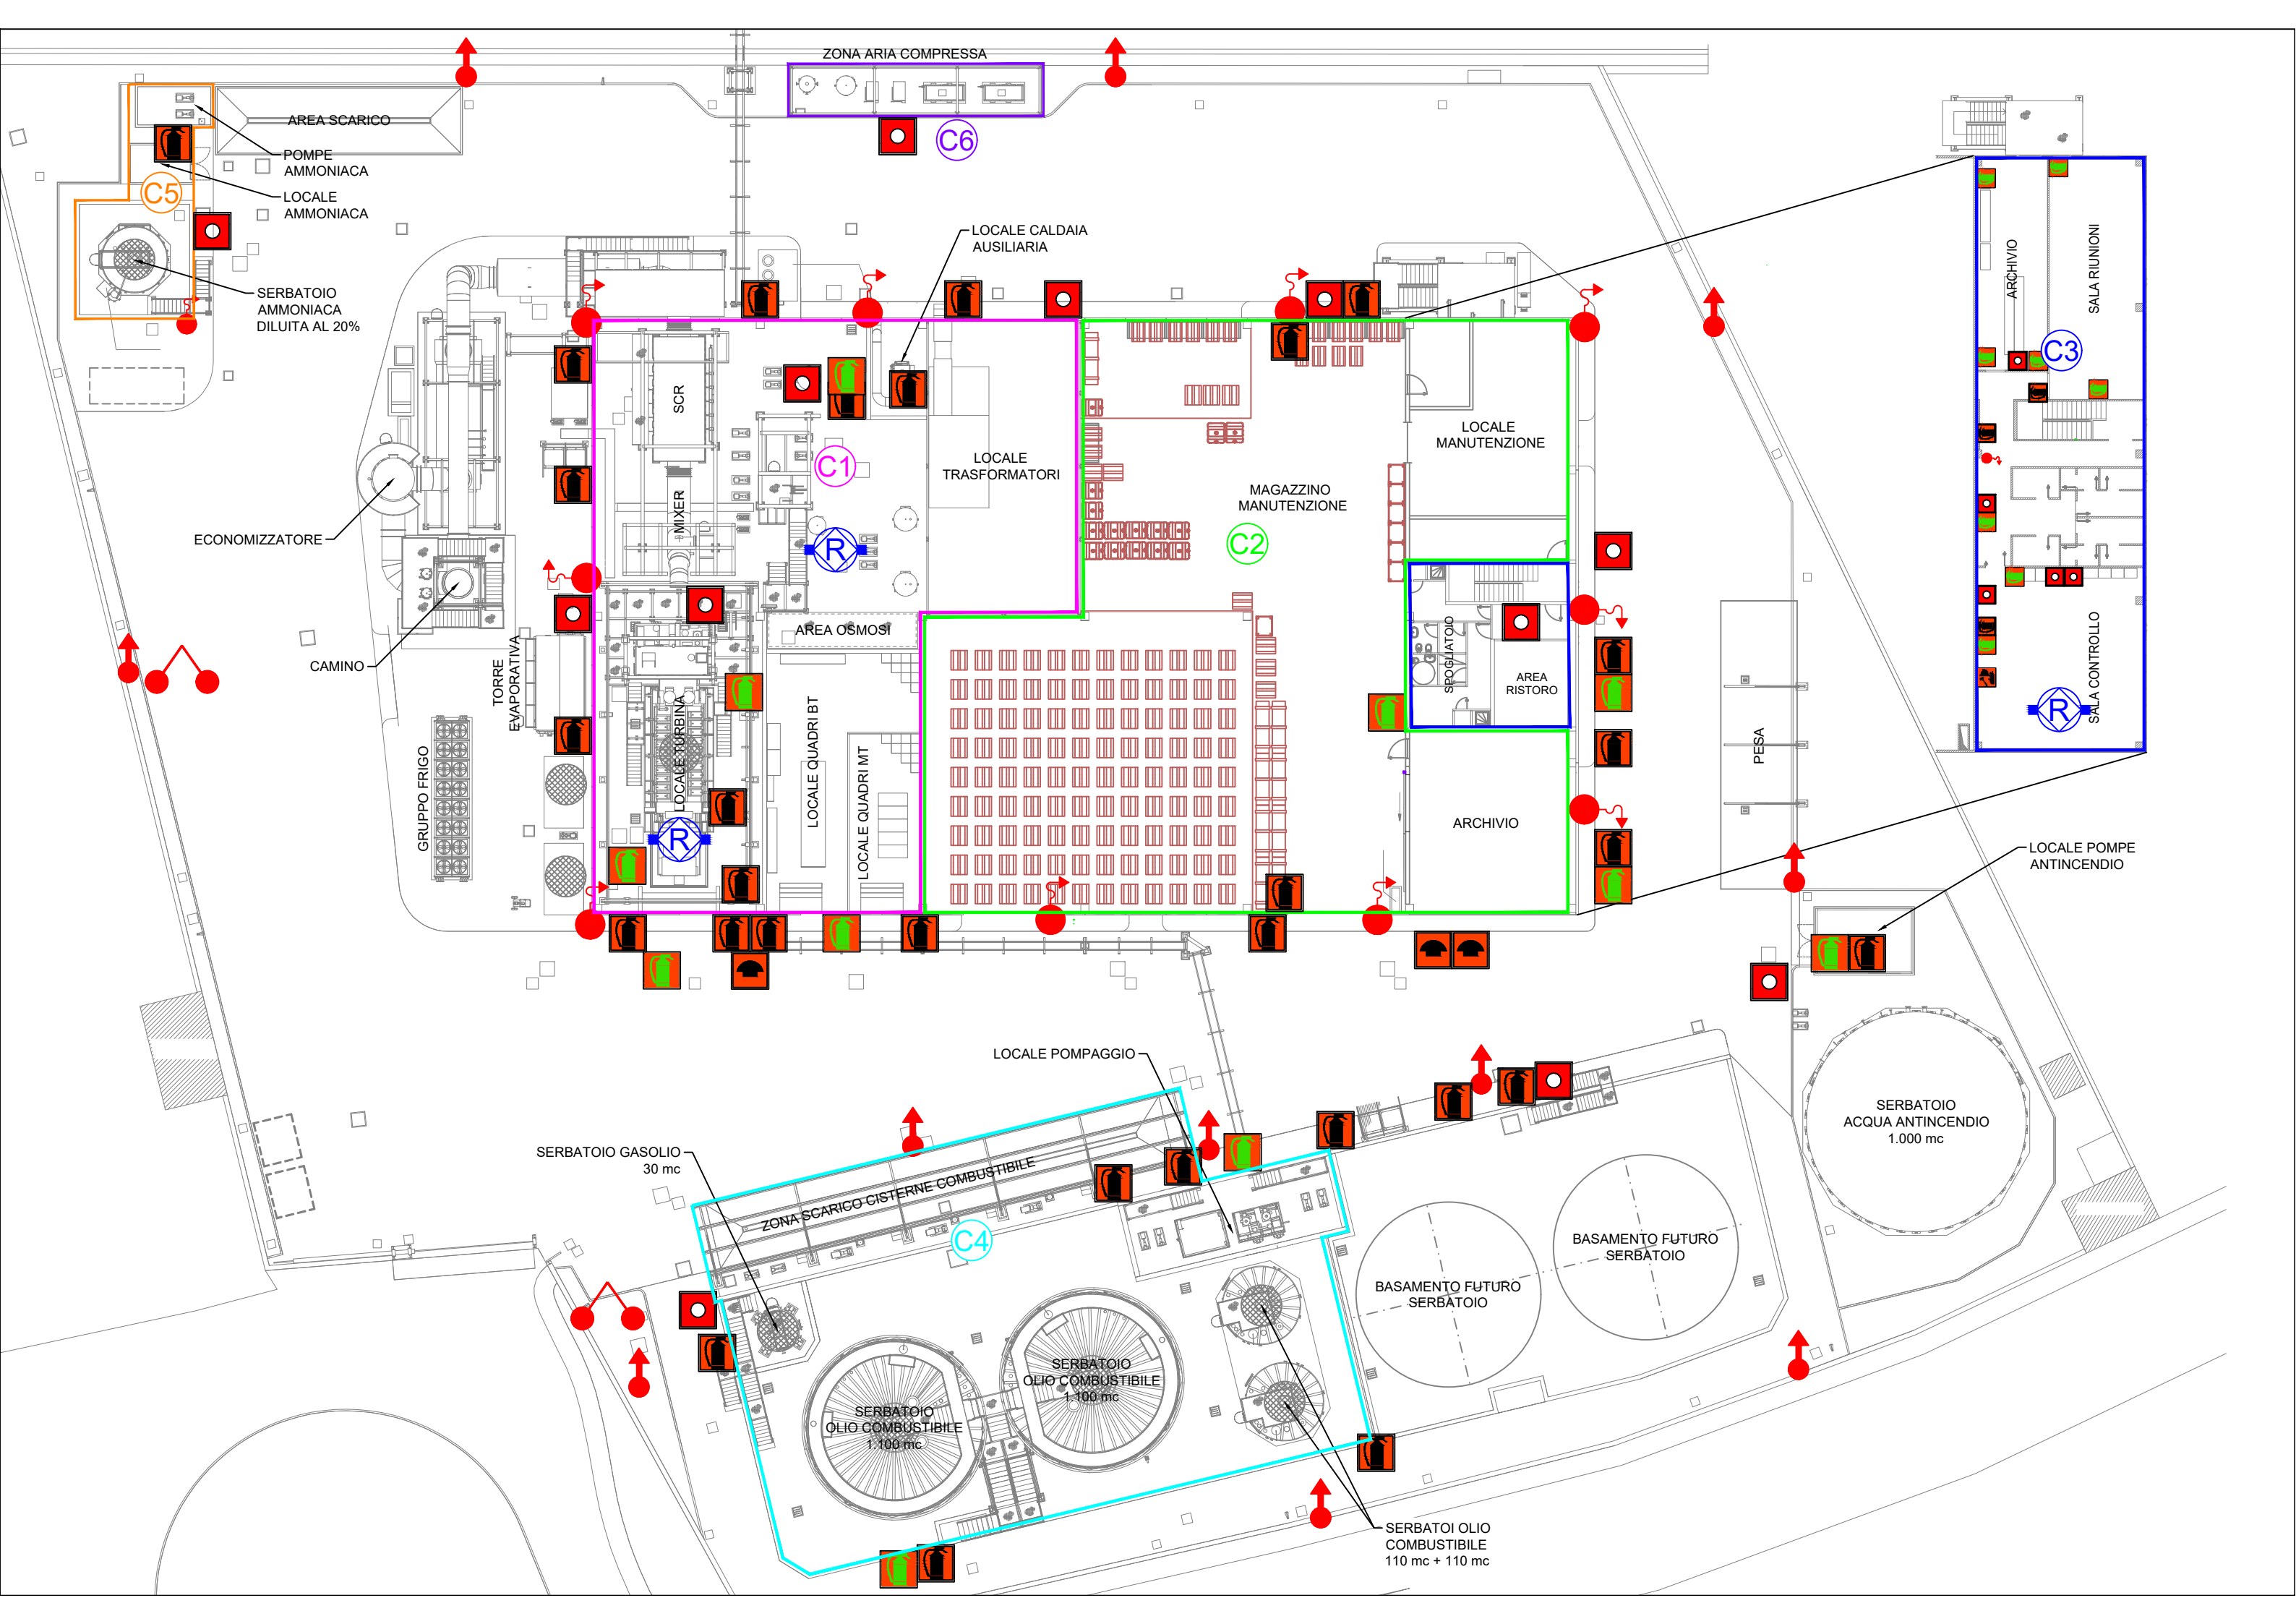 ZONA ARIA COMPRESSA
C6
AREA SCARICO
POMPE
AMMONIACA
LOCALE
AMMONIACA
C5
SERBATOIO
AMMONIACA
DILUITA AL 20%
LOCALE CALDAIA
AUSILIARIA
ARCHIVIO
SALA RIUNIONI
C3
SCR
C1
LOCALE
TRASFORMATORI
LOCALE
MANUTENZIONE
MAGAZZINO
MANUTENZIONE
C2
MIXER
R
ECONOMIZZATORE
CAMINO
AREA OSMOSI
TORRE
EVAPORATIVA
SPOGLIATOIO
AREA
RISTORO
SALA CONTROLLO
R
GRUPPO FRIGO
LOCALE TURBINA
R
LOCALE QUADRI BT
LOCALE QUADRI MT
PESA
ARCHIVIO
LOCALE POMPE
ANTINCENDIO
LOCALE POMPAGGIO
SERBATOIO
ACQUA ANTINCENDIO
1.000 mc
SERBATOIO GASOLIO
30 mc
ZONA SCARICO CISTERNE COMBUSTIBILE
C4
BASAMENTO FUTURO
SERBATOIO
BASAMENTO FUTURO
SERBATOIO
SERBATOIO
OLIO COMBUSTIBILE
1.100 mc
SERBATOIO
OLIO COMBUSTIBILE
1.100 mc
SERBATOI OLIO
COMBUSTIBILE
110 mc + 110 mc